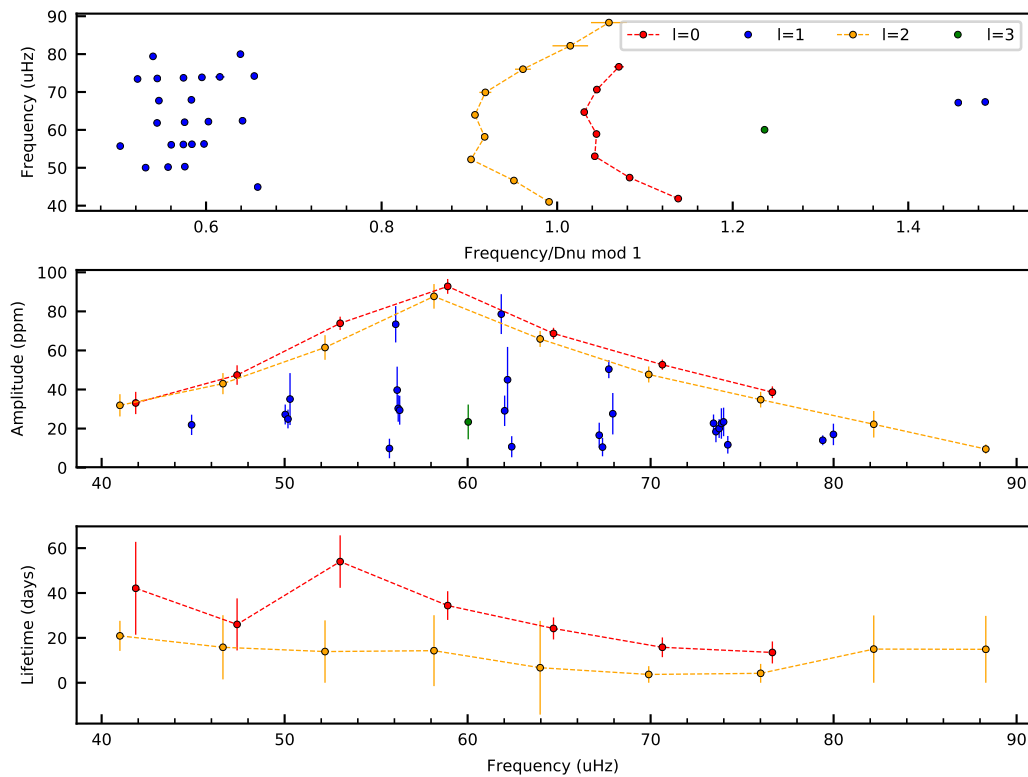 90
80
70
60
50
40
Frequency (uHz)
l=0 l=1 l=2 l=3
0.6 0.8 1.0 1.2 1.4
Frequency/Dnu mod 1
100
80
60
40
20
0
Amplitude (ppm)
40 50 60 70 80 90
60
40
20
0
Lifetime (days)
40 50 60 70 80 90
Frequency (uHz)